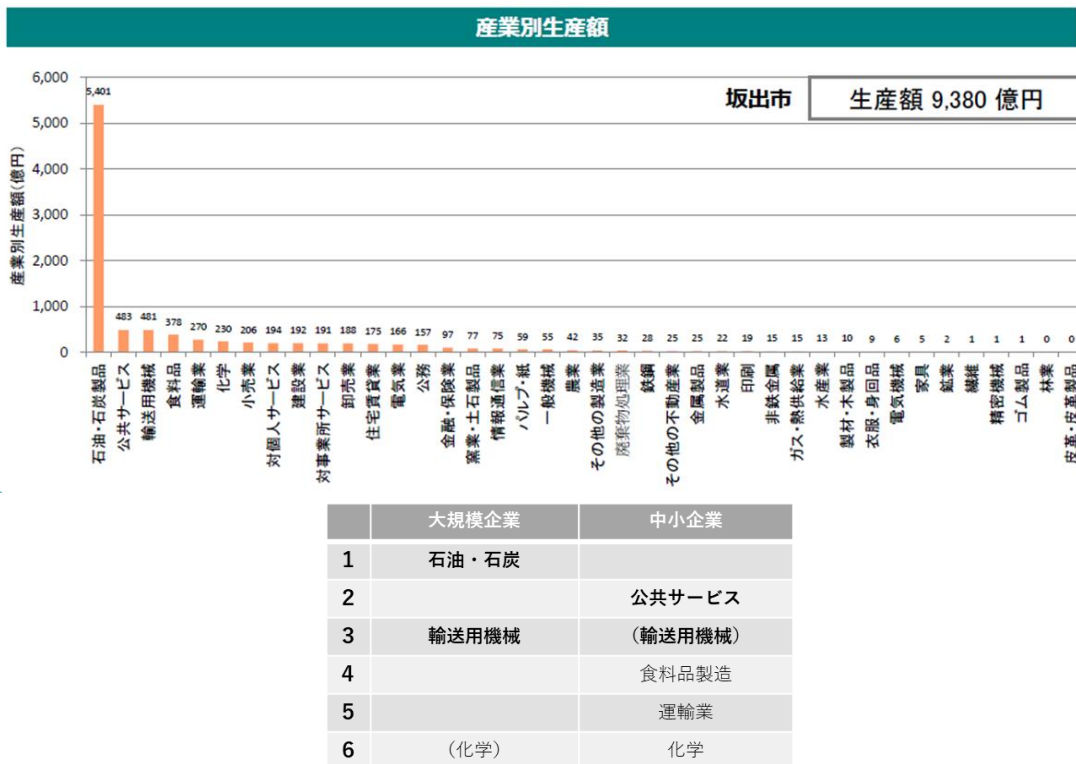 産業別生産額
坂出市
生産額 9,380 億円
産業別生産額(億円)
6,000
5,000
4,000
3,000
2,000
1,000
0
5,401 483 481 378 270 230 206 194 192 191 188 175 166 157 97 77 75 59 55 42 35 32 28 25 25 22 19 15 15 13 10 9 6 5 2 1 1 1 0 0
石油・石炭製品
公共サービス
輸送用機械
食料品
運輸業
化学
小売業
対個人サービス
建設業
対事業所サービス
卸売業
住宅賃貸業
電気業
公務
金融・保険業
窯業・土石製品
情報通信業
パルプ・紙
一般機械
農業
その他の製造業
廃棄物処理業
鉄鋼
その他の不動産業
金属製品
水道業
印刷
非鉄金属
ガス・熱供給業
水産業
製材・木製品
衣服・身回品
電気機械
家具
鉱業
繊維
精密機械
ゴム製品
林業
皮革・皮革製品
大規模企業 中小企業
1 石油・石炭
2 公共サービス
3 輸送用機械 (輸送用機械)
4 食料品製造
5 運輸業
6 (化学) 化学